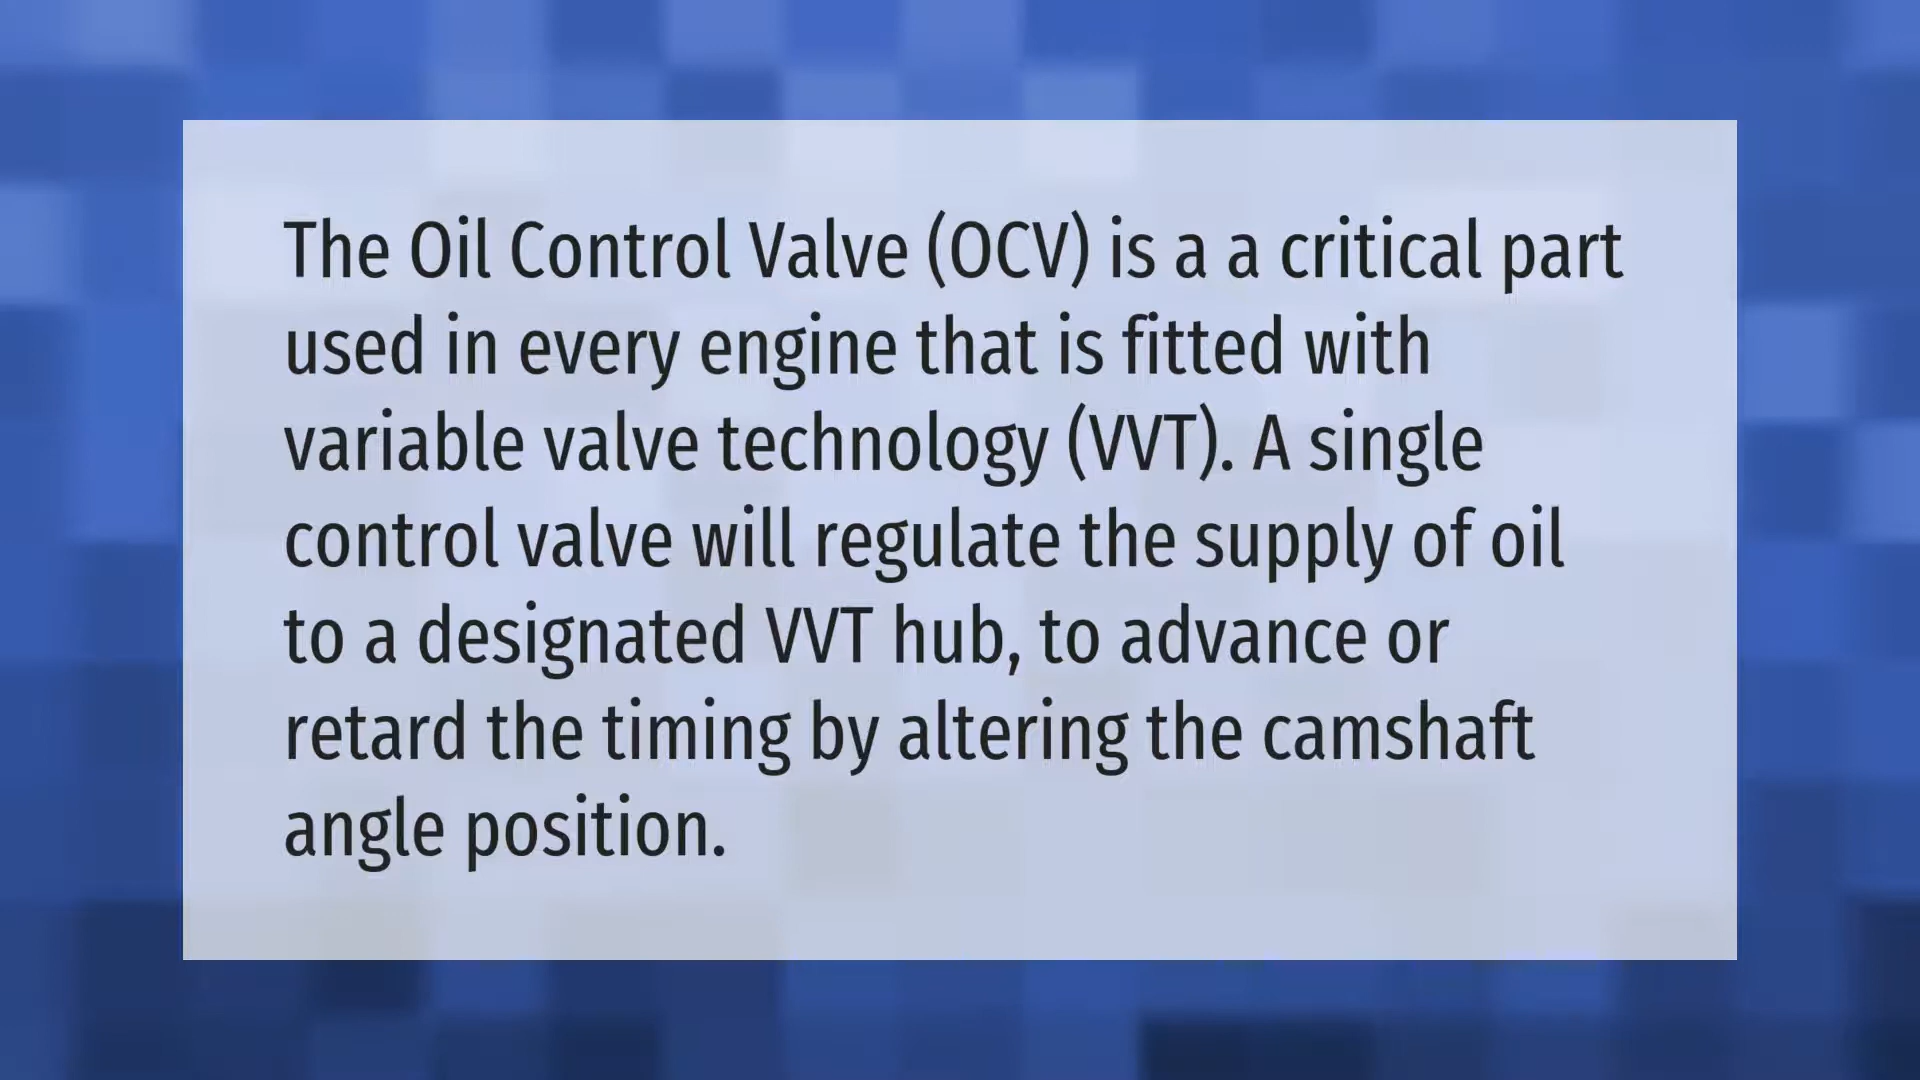 The Oil Control Valve (OCV) is a a critical part
used in every engine that is fitted with
variable valve technology (VVT). A single
control valve will regulate the supply of oil
to a designated VVT hub, to advance or
retard the timing by altering the camshaft
angle position.